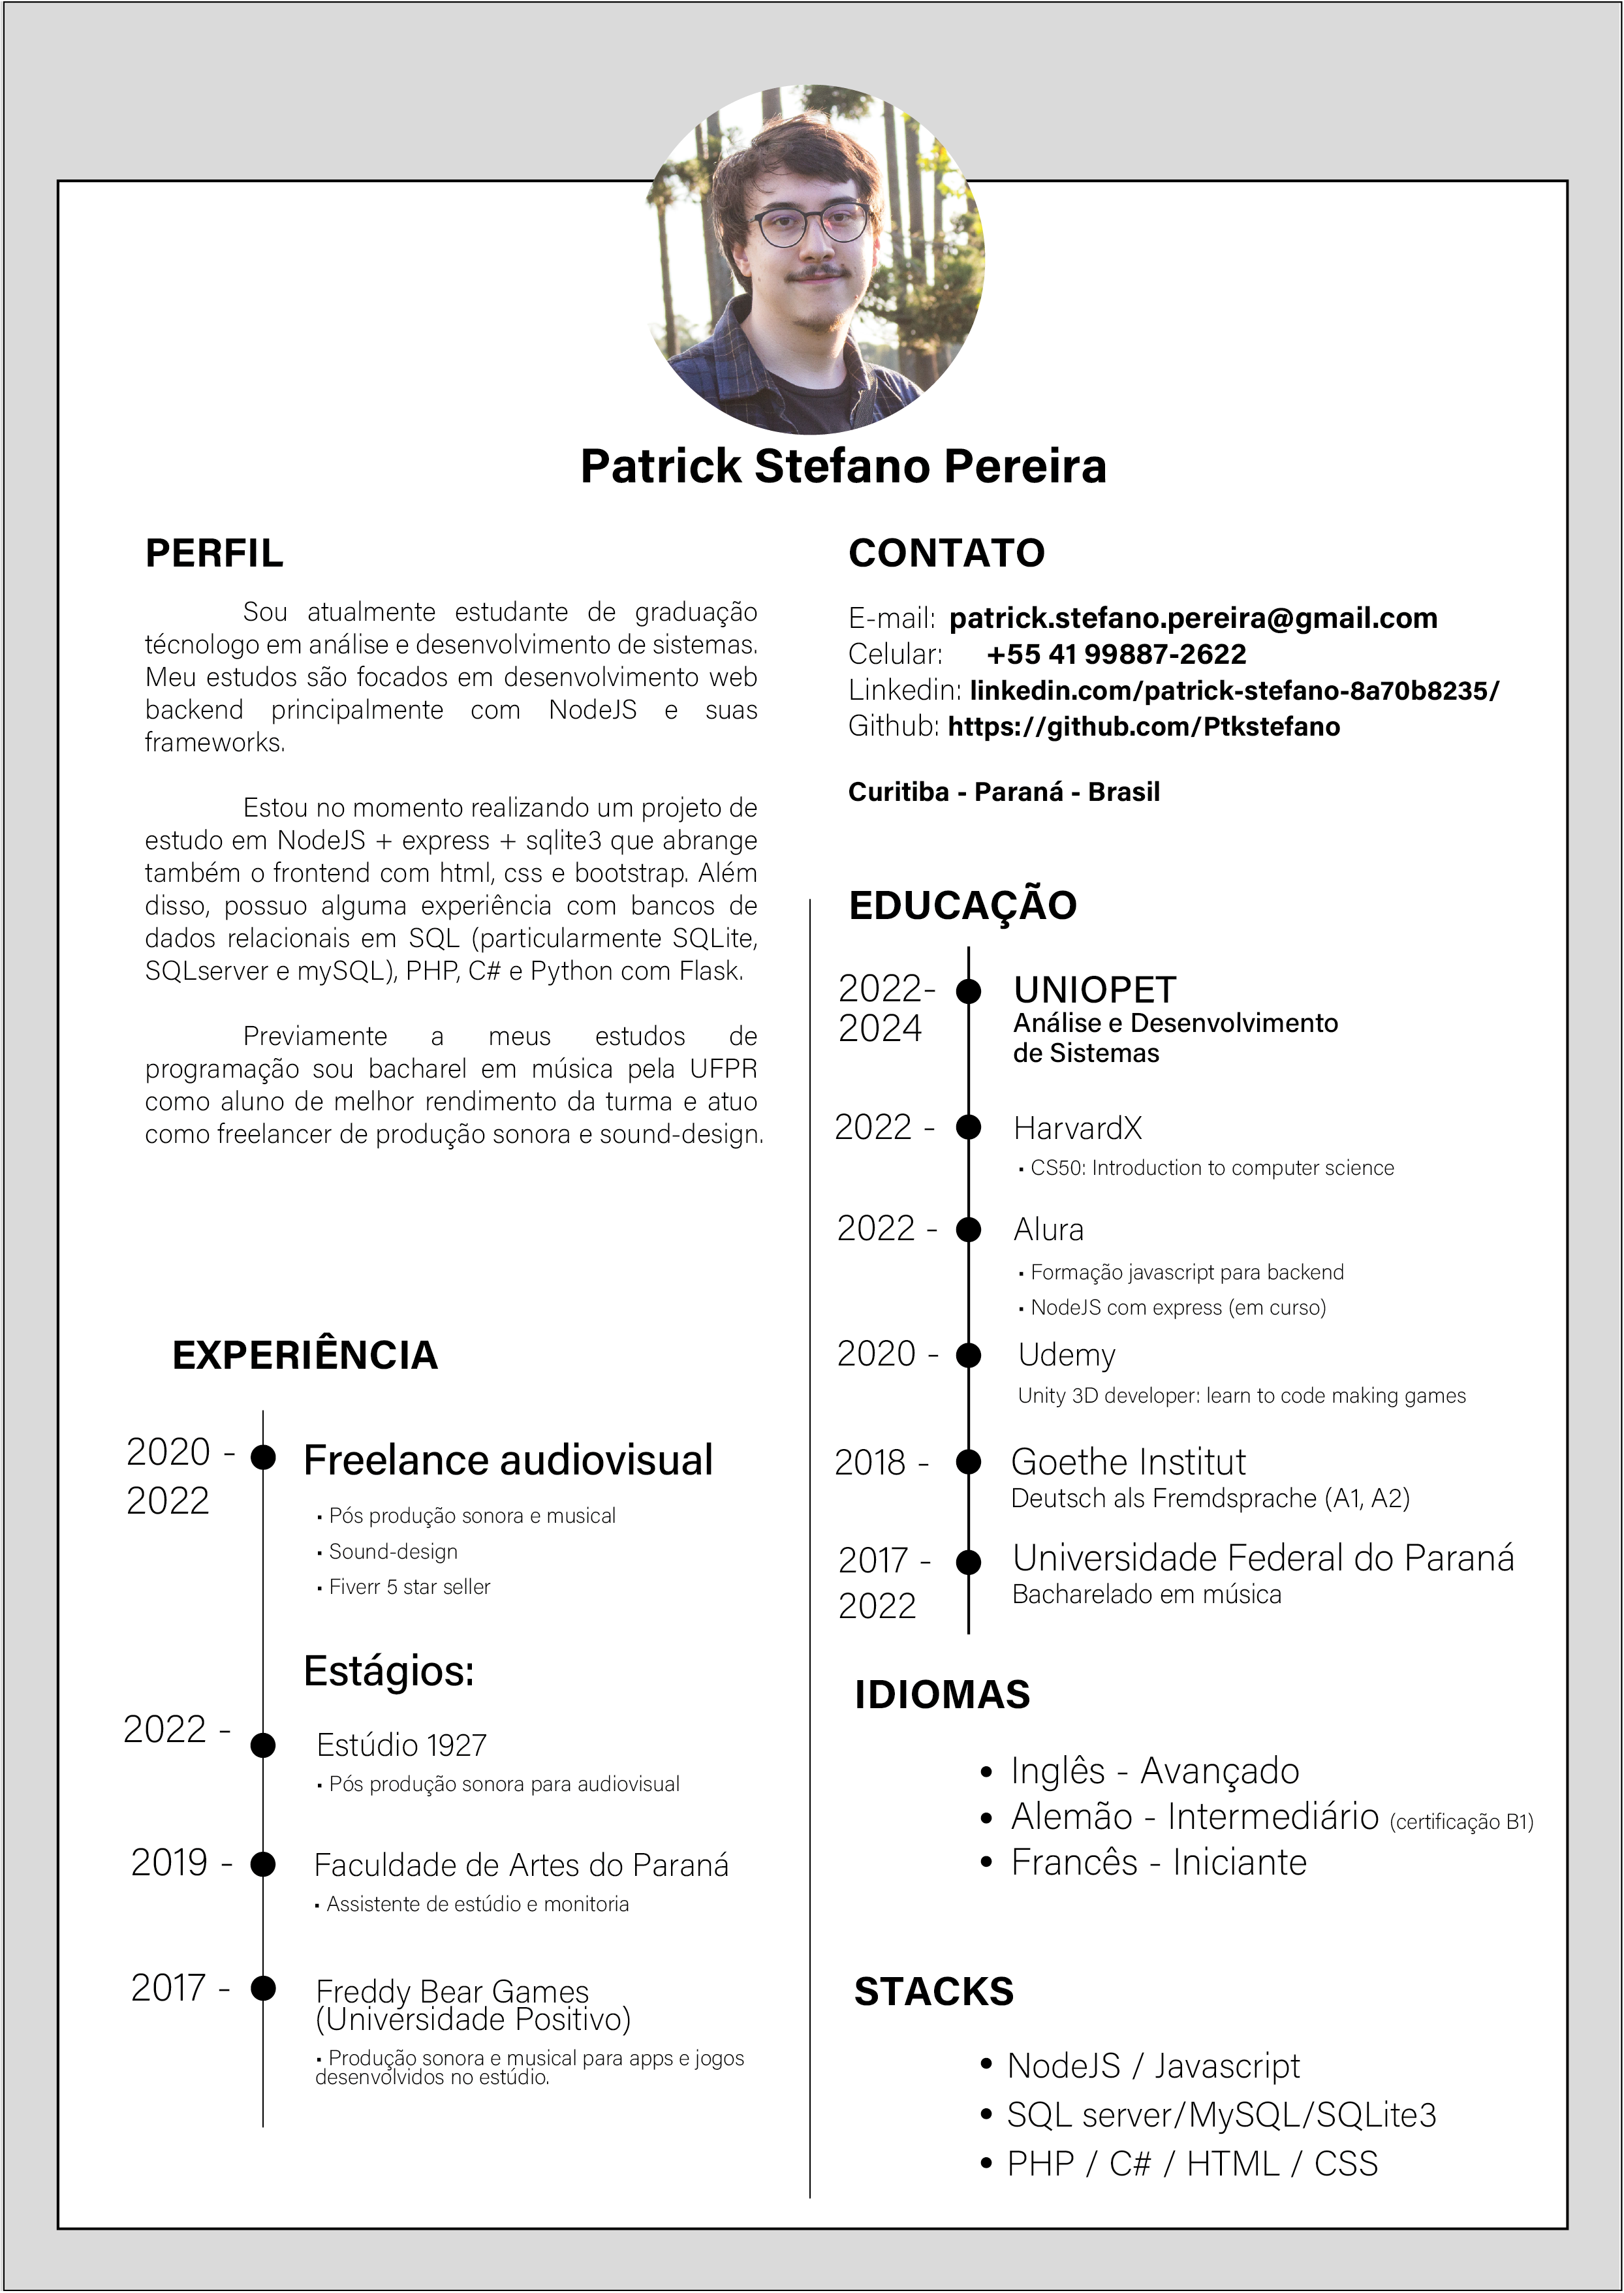 Patrick Stefano Pereira
PERFIL
Sou atualmente estudante de graduação
técnologo em análise e desenvolvimento de sistemas.
Meu estudos são focados em desenvolvimento web
backend principalmente com NodeJS e suas
frameworks.
Estou no momento realizando um projeto de
estudo em NodeJS + express + sqlite3 que abrange
também o frontend com html, css e bootstrap. Além
disso, possuo alguma experiência com bancos de
dados relacionais em SQL (particularmente SQLite,
SQLserver e mySQL), PHP, C# e Python com Flask.
Previamente a meus estudos de
programação sou bacharel em música pela UFPR
como aluno de melhor rendimento da turma e atuo
como freelancer de produção sonora e sound-design.
EXPERIÊNCIA
2020 -
2022
Freelance audiovisual
▪ Pós produção sonora e musical
▪ Sound-design
▪ Fiverr 5 star seller
Estágios:
2022 -
Estúdio 1927
▪ Pós produção sonora para audiovisual
2019 -
Faculdade de Artes do Paraná
▪ Assistente de estúdio e monitoria
2017 -
Freddy Bear Games
(Universidade Positivo)
▪ Produção sonora e musical para apps e jogos
desenvolvidos no estúdio.
CONTATO
E-mail: patrick.stefano.pereira@gmail.com
Celular: +55 41 99887-2622
Linkedin: linkedin.com/patrick-stefano-8a70b8235/
Github: https://github.com/Ptkstefano
Curitiba - Paraná - Brasil
EDUCAÇÃO
2022-
2024
UNIOPET
Análise e Desenvolvimento
de Sistemas
2022 -
HarvardX
▪ CS50: Introduction to computer science
2022 -
Alura
▪ Formação javascript para backend
▪ NodeJS com express (em curso)
2020 -
Udemy
Unity 3D developer: learn to code making games
2018 -
Goethe Institut
Deutsch als Fremdsprache (A1, A2)
2017 -
2022
Universidade Federal do Paraná
Bacharelado em música
IDIOMAS
• Inglês - Avançado
• Alemão - Intermediário (certificação B1)
• Francês - Iniciante
STACKS
• NodeJS / Javascript
• SQL server/MySQL/SQLite3
• PHP / C# / HTML / CSS